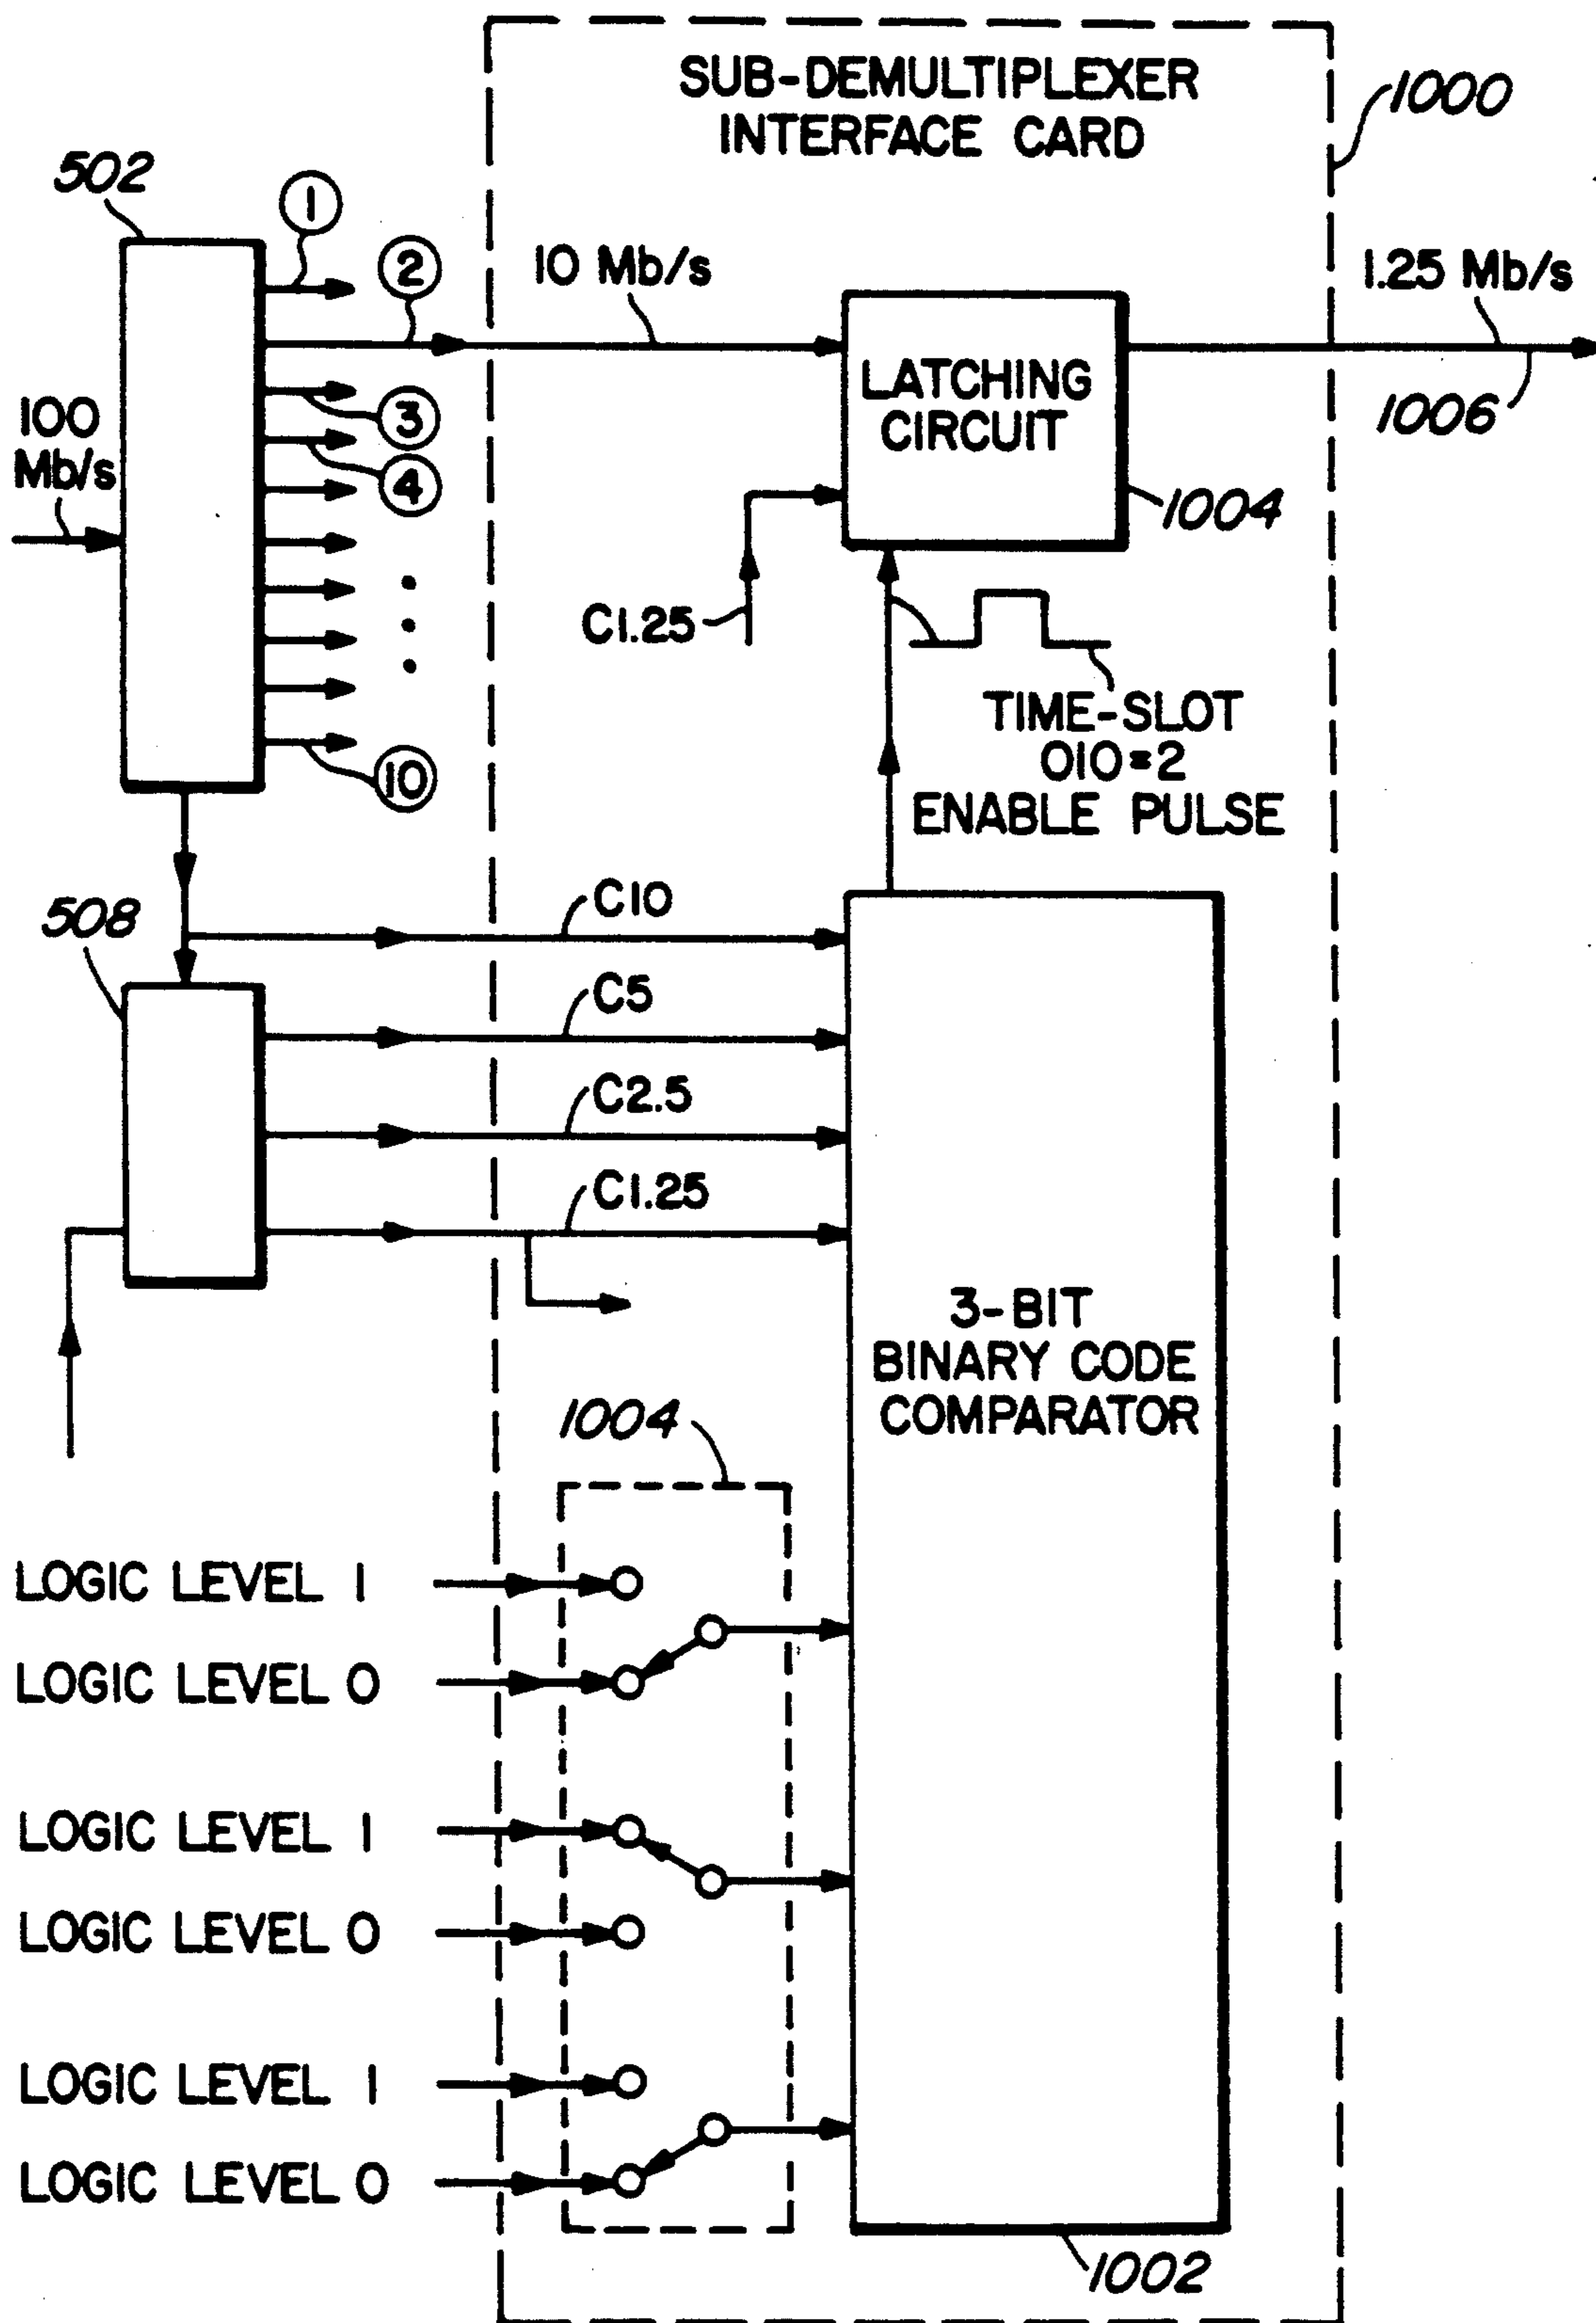 SUB-DEMULTIPLEXER
INTERFACE CARD
1000
502
1
2
10 Mb/s
1.25 Mb/s
LATCHING
CIRCUIT
3
1006
100
Mb/s
4
1004
C1.25
TIME-SLOT
010=2
ENABLE PULSE
10
508
C10
C5
C2.5
C1.25
3-BIT
BINARY CODE
COMPARATOR
1004
LOGIC LEVEL 1
LOGIC LEVEL 0
LOGIC LEVEL 1
LOGIC LEVEL 0
LOGIC LEVEL 1
LOGIC LEVEL 0
1002